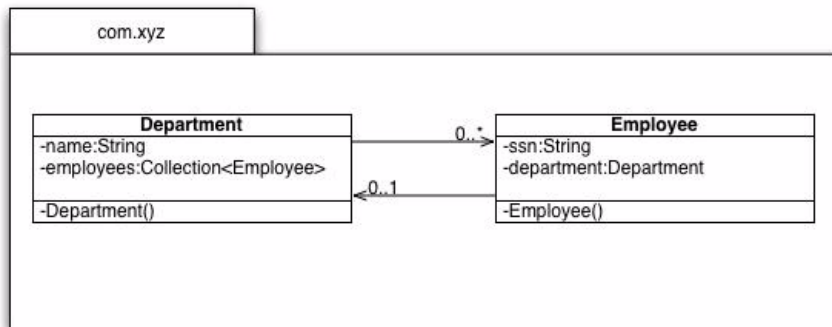 com.xyz
Department
-name:String
-employees:Collection<Employee>
-Department()
0..*
0..1
Employee
-ssn:String
-department:Department
-Employee()